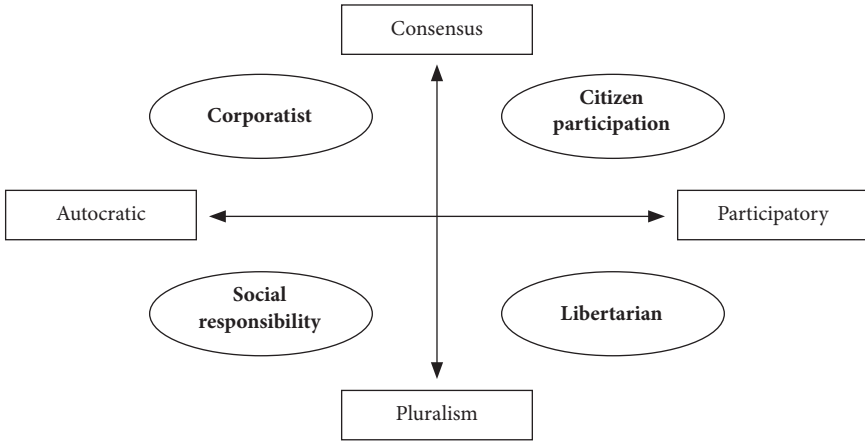 Consensus
Corporatist
Citizen
participation
Autocratic
Participatory
Social
responsibility
Libertarian
Pluralism